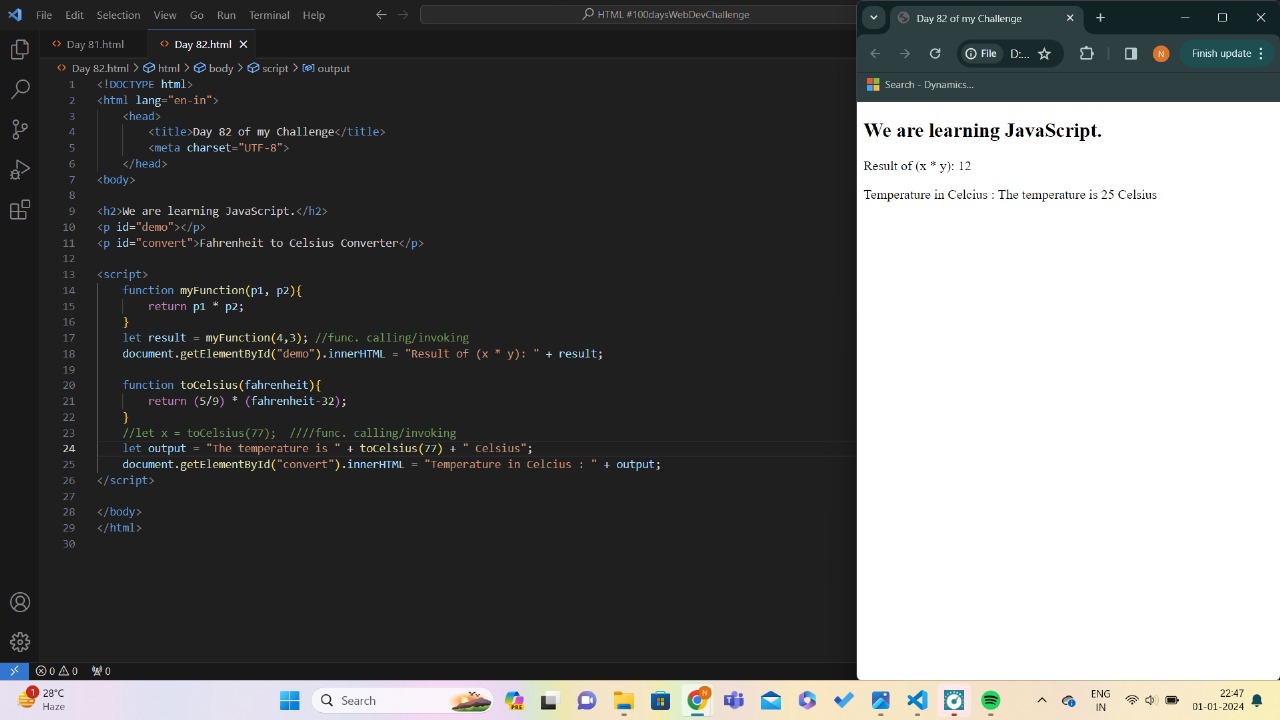 File Edit Selection View Go Run Terminal Help
HTML #100daysWebDevChallenge
Day 81.html
Day 82.html
Day 82.html > html > body > script > output
1 <!DOCTYPE html>
2 <html lang="en-in">
3 <head>
4 <title>Day 82 of my Challenge</title>
5 <meta charset="UTF-8">
6 </head>
7 <body>
8
9 <h2>We are learning JavaScript.</h2>
10 <p id="demo"></p>
11 <p id="convert">Fahrenheit to Celsius Converter</p>
12
13 <script>
14 function myFunction(p1, p2){
15 return p1 * p2;
16 }
17 let result = myFunction(4,3); //func. calling/invoking
18 document.getElementById("demo").innerHTML = "Result of (x * y): " + result;
19
20 function toCelsius(fahrenheit){
21 return (5/9) * (fahrenheit-32);
22 }
23 //let x = toCelsius(77);  ////func. calling/invoking
24 let output = "The temperature is " + toCelsius(77) + " Celsius";
25 document.getElementById("convert").innerHTML = "Temperature in Celcius : " + output;
26 </script>
27
28 </body>
29 </html>
30
0 0 0
Day 82 of my Challenge
File D:... N Finish update
Search - Dynamics...
We are learning JavaScript.
Result of (x * y): 12
Temperature in Celcius : The temperature is 25 Celsius
1
28°C
Haze
Search
PRE
N
ENG
IN
22:47
01-01-2024